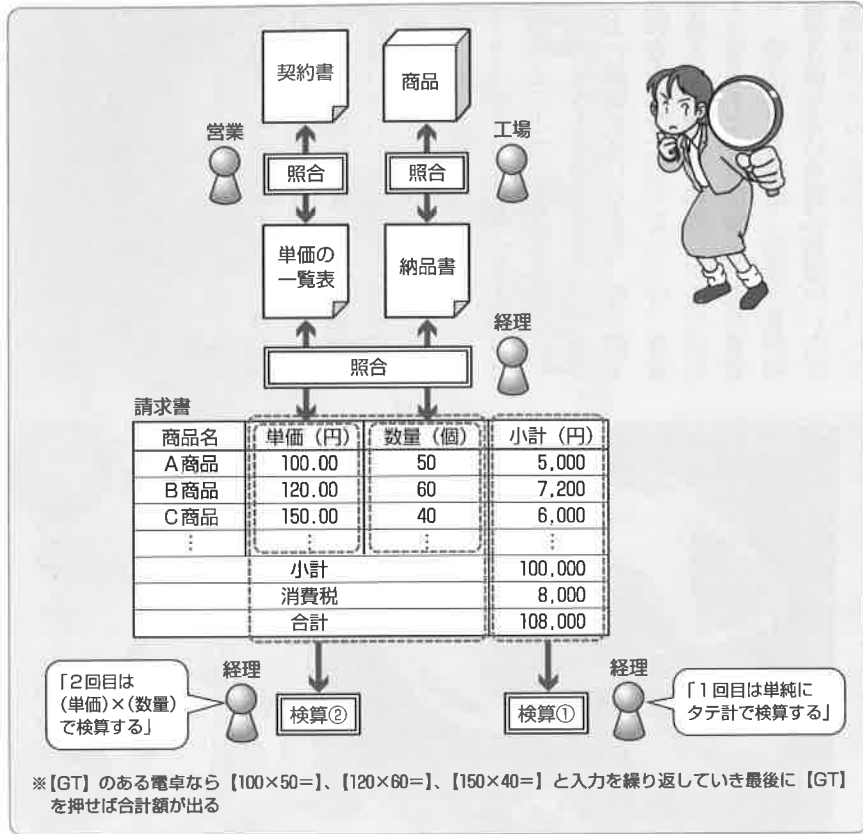 契約書
商品
営業
工場
照合
照合
単価の
一覧表
納品書
経理
照合
請求書
商品名 単価(円) 数量(個) 小計(円)
A商品 100.00 50 5,000
B商品 120.00 60 7,200
C商品 150.00 40 6,000
⋮ ⋮ ⋮ ⋮
小計 100,000
消費税 8,000
合計 108,000
「2回目は
(単価)×(数量)
で検算する」
経理
検算②
検算①
経理
「1回目は単純に
タテ計で検算する」
※【GT】のある電卓なら【100×50=】、【120×60=】、【150×40=】と入力を繰り返していき最後に【GT】
を押せば合計額が出る